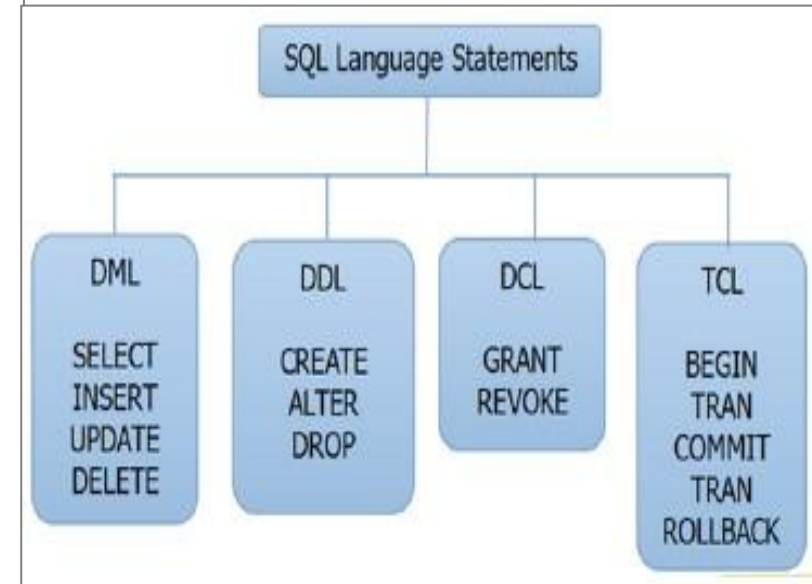 SQL Language Statements
DML
SELECT
INSERT
UPDATE
DELETE
DDL
CREATE
ALTER
DROP
DCL
GRANT
REVOKE
TCL
BEGIN
TRAN
COMMIT
TRAN
ROLLBACK